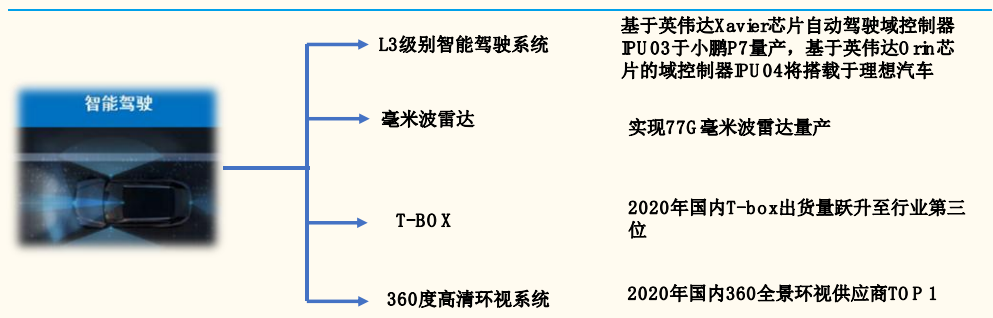 智能驾驶
L3级别智能驾驶系统
基于英伟达Xavier芯片自动驾驶域控制器
IPU03于小鹏P7量产，基于英伟达Orin芯
片的域控制器IPU04将搭载于理想汽车
毫米波雷达
实现77G毫米波雷达量产
T-BOX
2020年国内T-box出货量跃升至行业第三
位
360度高清环视系统
2020年国内360全景环视供应商TOP1